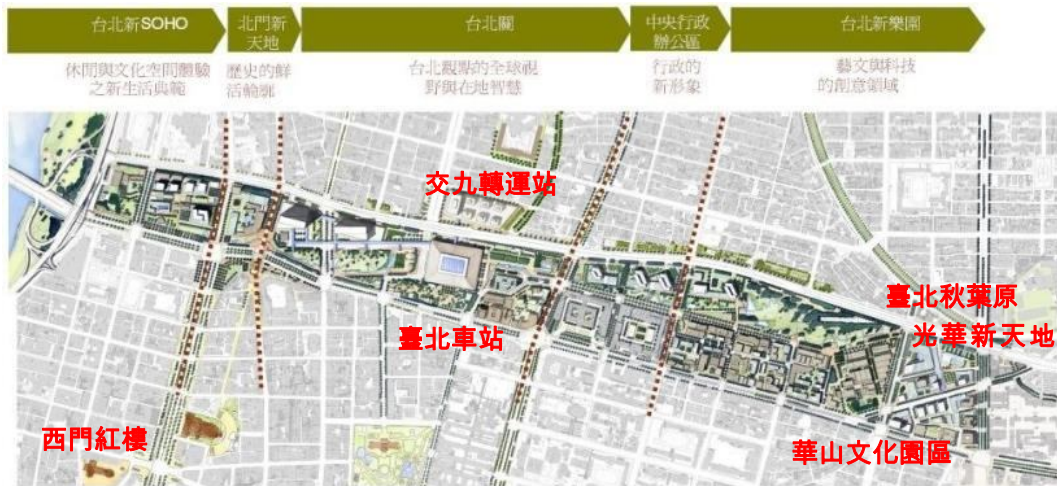 台北新SOHO
北門新
天地
台北關
中央行政
辦公區
台北新樂園
休閒與文化空間體驗
之新生活典範
歷史的鮮
活輪廓
台北觀點的全球視
野與在地智慧
行政的
新形象
藝文與科技
的創意領域
交九轉運站
臺北秋葉原
光華新天地
臺北車站
西門紅樓
華山文化園區